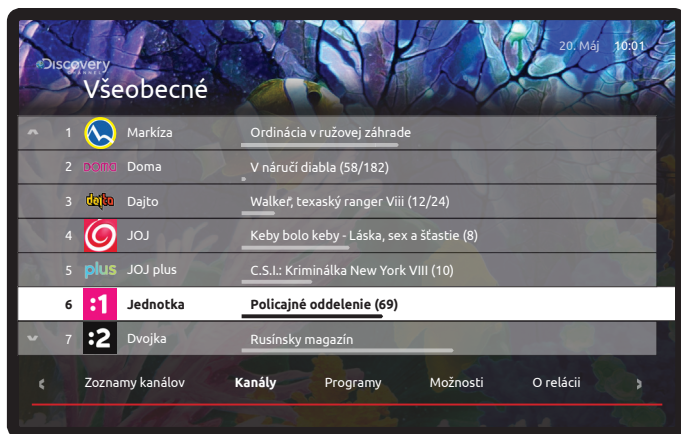 20. Máj 10:01
Discovery
CHANNEL
Všeobecné
1 Markíza Ordinácia v ružovej záhrade
2 DOMA Doma V náručí diabla (58/182)
3 dajto Dajto Walker, texaský ranger Viii (12/24)
4 JOJ Keby bolo keby - Láska, sex a šťastie (8)
5 plus JOJ plus C.S.I.: Kriminálka New York VIII (10)
6 :1 Jednotka Policajné oddelenie (69)
7 :2 Dvojka Rusínsky magazín
Zoznamy kanálov Kanály Programy Možnosti O relácii